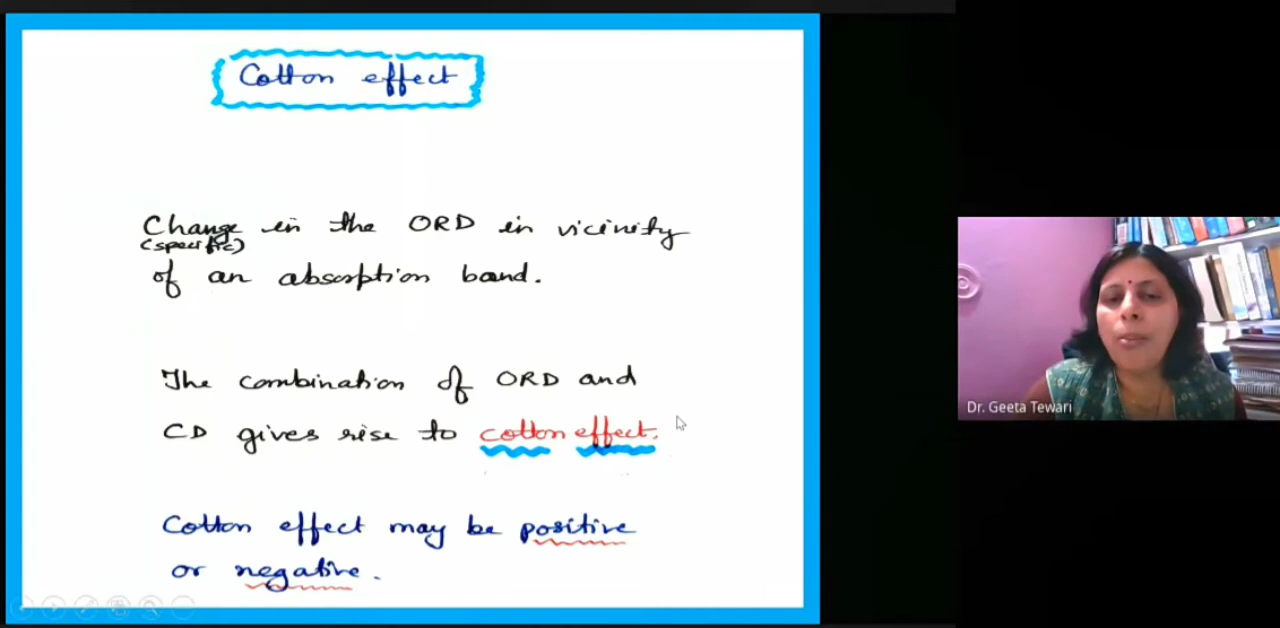 Cotton effect
Change in the ORD in vicinity
(specific)
of an absorption band.
The combination of ORD and
CD gives rise to cotton effect.
Cotton effect may be positive
or negative.
Dr. Geeta Tewari